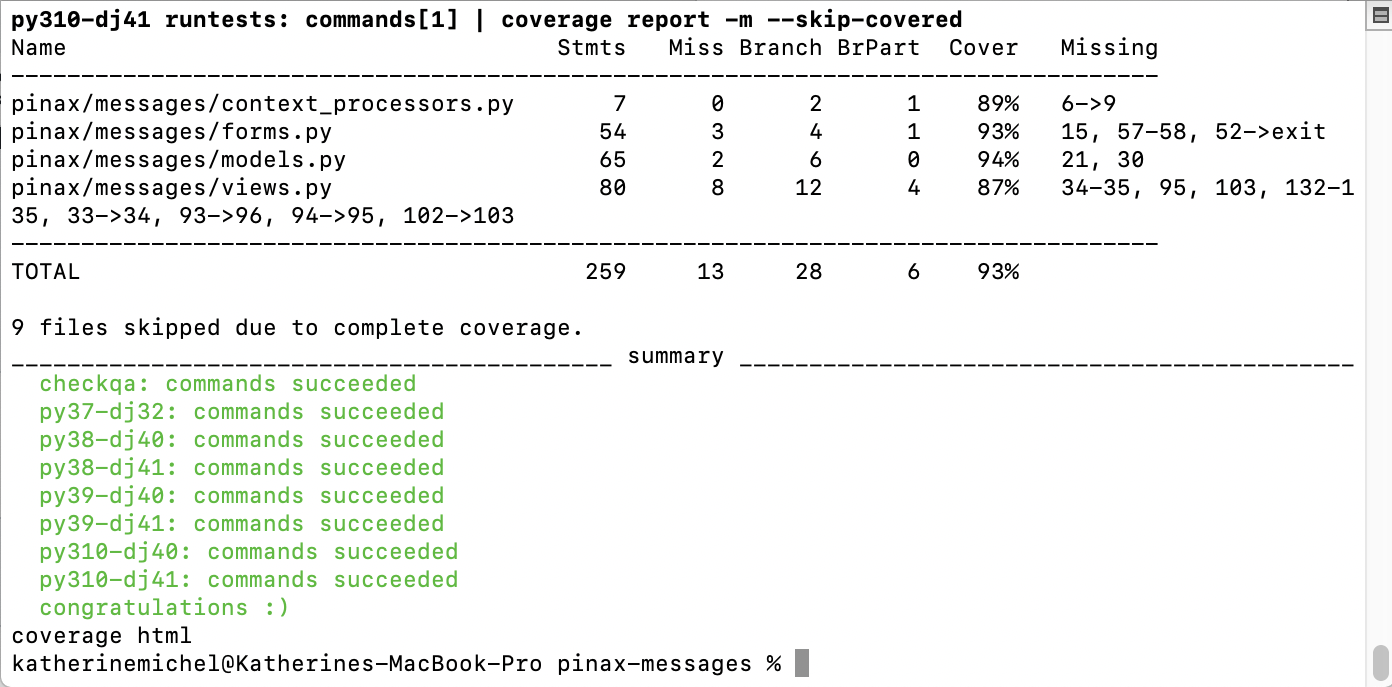 py310-dj41 runtests: commands[1] | coverage report -m --skip-covered
Name                                   Stmts   Miss Branch BrPart  Cover   Missing
----------------------------------------------------------------------------------
pinax/messages/context_processors.py       7      0      2      1    89%   6->9
pinax/messages/forms.py                   54      3      4      1    93%   15, 57-58, 52->exit
pinax/messages/models.py                  65      2      6      0    94%   21, 30
pinax/messages/views.py                   80      8     12      4    87%   34-35, 95, 103, 132-1
35, 33->34, 93->96, 94->95, 102->103
----------------------------------------------------------------------------------
TOTAL                                    259     13     28      6    93%

9 files skipped due to complete coverage.
___________________________________________ summary ____________________________________________
  checkqa: commands succeeded
  py37-dj32: commands succeeded
  py38-dj40: commands succeeded
  py38-dj41: commands succeeded
  py39-dj40: commands succeeded
  py39-dj41: commands succeeded
  py310-dj40: commands succeeded
  py310-dj41: commands succeeded
  congratulations :)
coverage html
katherinemichel@Katherines-MacBook-Pro pinax-messages %